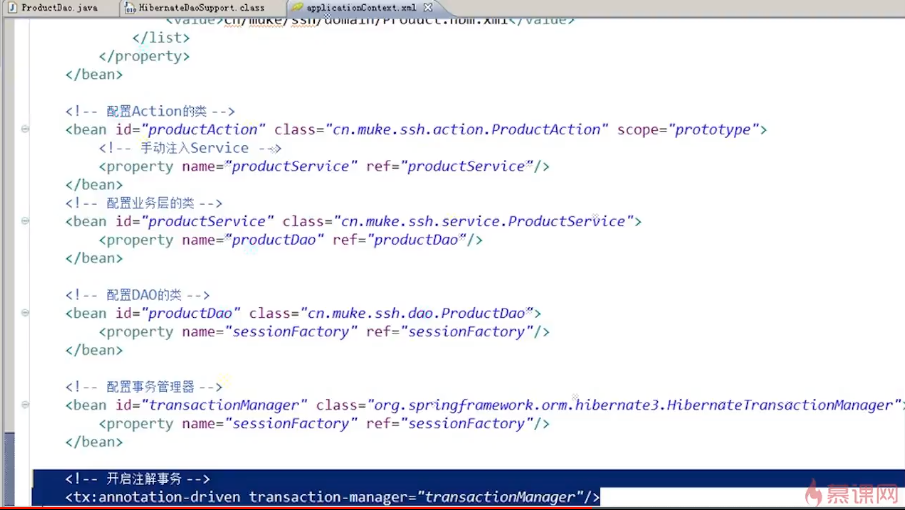 ProductDao.java HibernateDaoSupport.class applicationContext.xml
<value>cn/muke/ssh/domain/Product.hbm.xml</value>
</list>
</property>
</bean>
<!-- 配置Action的类 -->
<bean id="productAction" class="cn.muke.ssh.action.ProductAction" scope="prototype">
<!-- 手动注入Service -->
<property name="productService" ref="productService"/>
</bean>
<!-- 配置业务层的类 -->
<bean id="productService" class="cn.muke.ssh.service.ProductService">
<property name="productDao" ref="productDao"/>
</bean>
<!-- 配置DAO的类 -->
<bean id="productDao" class="cn.muke.ssh.dao.ProductDao">
<property name="sessionFactory" ref="sessionFactory"/>
</bean>
<!-- 配置事务管理器 -->
<bean id="transactionManager" class="org.springframework.orm.hibernate3.HibernateTransactionManager">
<property name="sessionFactory" ref="sessionFactory"/>
</bean>
<!-- 开启注解事务 -->
<tx:annotation-driven transaction-manager="transactionManager"/>
慕课网